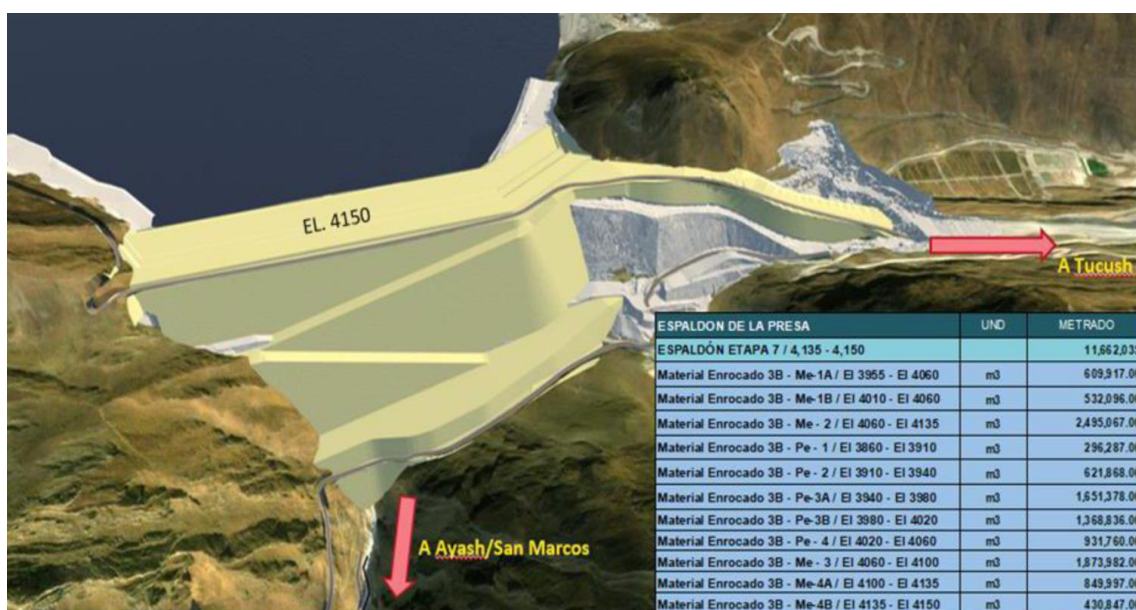 EL. 4150
A Tucush
A Ayash/San Marcos
ESPALDON DE LA PRESA UND METRADO
ESPALDÓN ETAPA 7 / 4,135 - 4,150 11,662,03
Material Enrocado 3B - Me-1A / El 3955 - El 4060 m3 609,917.0
Material Enrocado 3B - Me-1B / El 4010 - El 4060 m3 532,096.0
Material Enrocado 3B - Me - 2 / El 4060 - El 4135 m3 2,495,067.0
Material Enrocado 3B - Pe - 1 / El 3860 - El 3910 m3 296,287.0
Material Enrocado 3B - Pe - 2 / El 3910 - El 3940 m3 621,868.0
Material Enrocado 3B - Pe-3A / El 3940 - El 3980 m3 1,651,378.0
Material Enrocado 3B - Pe-3B / El 3980 - El 4020 m3 1,368,836.0
Material Enrocado 3B - Pe - 4 / El 4020 - El 4060 m3 931,760.0
Material Enrocado 3B - Me - 3 / El 4060 - El 4100 m3 1,873,982.0
Material Enrocado 3B - Me-4A / El 4100 - El 4135 m3 849,997.0
Material Enrocado 3B - Me-4B / El 4135 - El 4150 m3 430,847.0